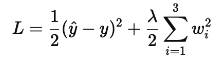 L = \frac{1}{2}(\hat{y} - y)^2 + \frac{\lambda}{2} \sum_{i=1}^{3} w_i^2